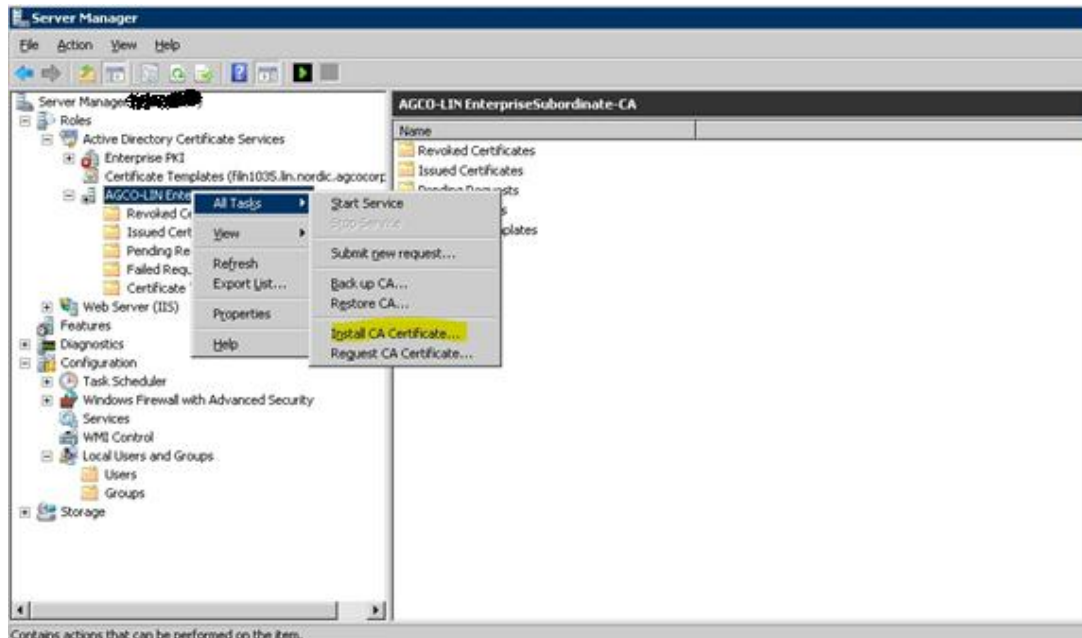 Server Manager
File Action View Help
Server Manager
Roles
Active Directory Certificate Services
Enterprise PKI
Certificate Templates (filn1035.lin.nordic.agcocorp
AGCO-LIN Ente
Revoked Ce
Issued Cert
Pending Re
Failed Requ
Certificate
Web Server (IIS)
Features
Diagnostics
Configuration
Task Scheduler
Windows Firewall with Advanced Security
Services
WMI Control
Local Users and Groups
Users
Groups
Storage
All Tasks
View
Refresh
Export List...
Properties
Help
Start Service
Stop Service
Submit new request...
Back up CA...
Restore CA...
Install CA Certificate...
Request CA Certificate...
AGCO-LIN EnterpriseSubordinate-CA
Name
Revoked Certificates
Issued Certificates
Pending Requests
s
plates
Contains actions that can be performed on the item.